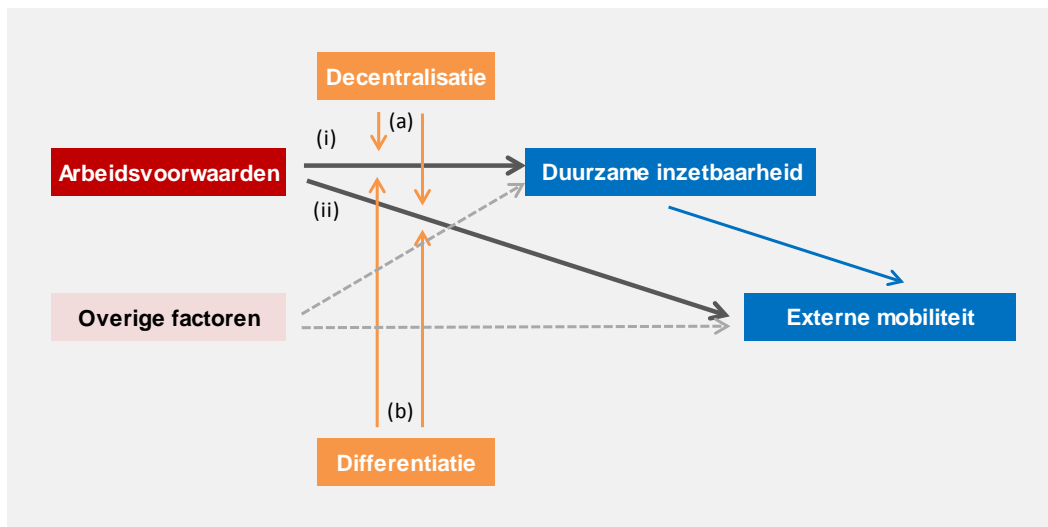 Decentralisatie
(a)
(i)
Arbeidsvoorwaarden
Duurzame inzetbaarheid
(ii)
Overige factoren
Externe mobiliteit
(b)
Differentiatie